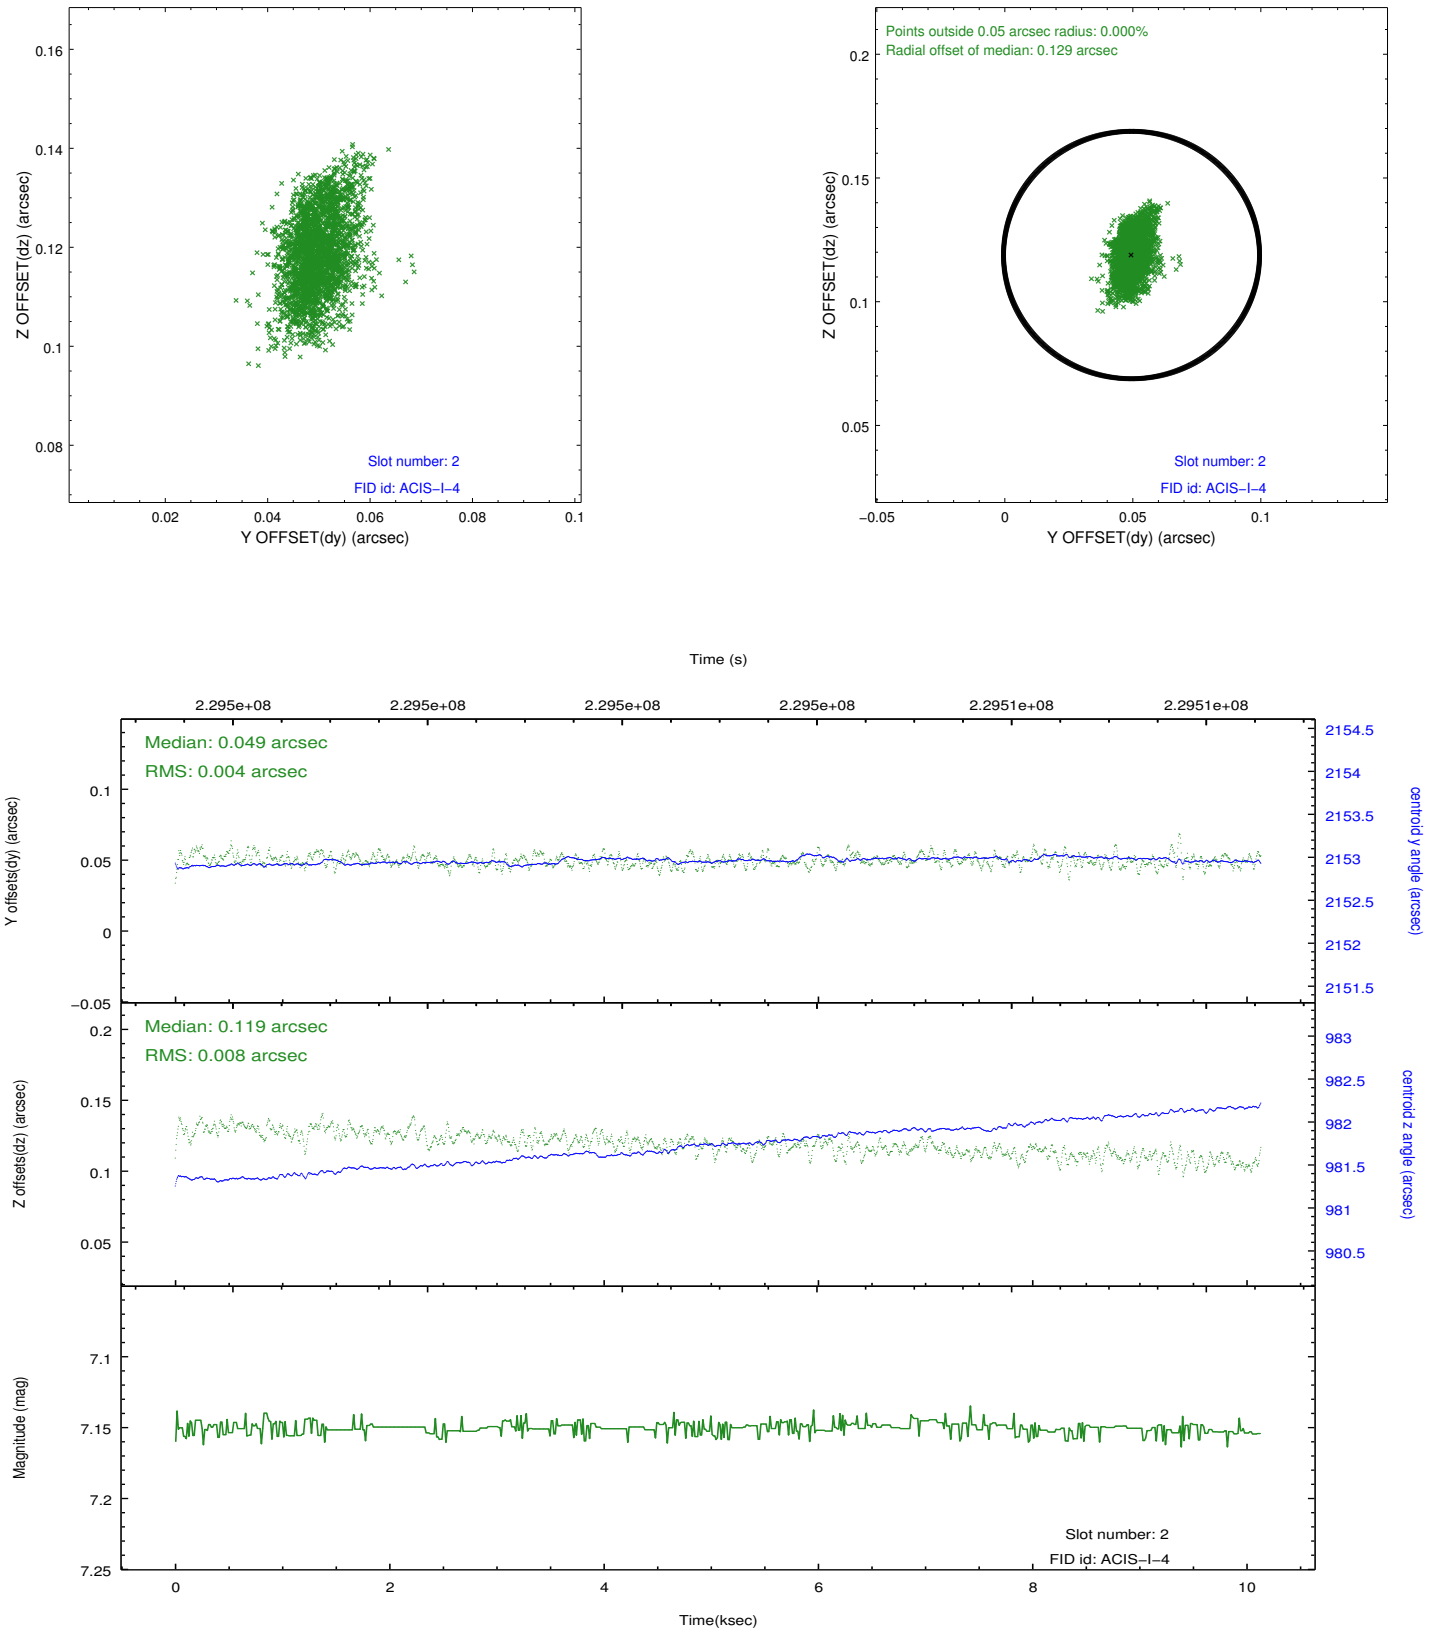 0.16
0.14
0.12
0.1
0.08
Z OFFSET(dz) (arcsec)
Slot number: 2
FID id: ACIS−I−4
0.02 0.04 0.06 0.08 0.1
Y OFFSET(dy) (arcsec)
Points outside 0.05 arcsec radius: 0.000%
Radial offset of median: 0.129 arcsec
0.2
0.15
0.1
0.05
Z OFFSET(dz) (arcsec)
Slot number: 2
FID id: ACIS−I−4
−0.05 0 0.05 0.1
Y OFFSET(dy) (arcsec)
Time (s)
2.295e+08 2.295e+08 2.295e+08 2.295e+08 2.2951e+08 2.2951e+08
Median: 0.049 arcsec
RMS: 0.004 arcsec
0.1
0.05
0
−0.05
Y offsets(dy) (arcsec)
2154.5
2154
2153.5
2153
2152.5
2152
2151.5
centroid y angle (arcsec)
Median: 0.119 arcsec
RMS: 0.008 arcsec
0.2
0.15
0.1
0.05
Z offsets(dz) (arcsec)
983
982.5
982
981.5
981
980.5
centroid z angle (arcsec)
7.1
7.15
7.2
7.25
Magnitude (mag)
Slot number: 2
FID id: ACIS−I−4
0 2 4 6 8 10
Time(ksec)